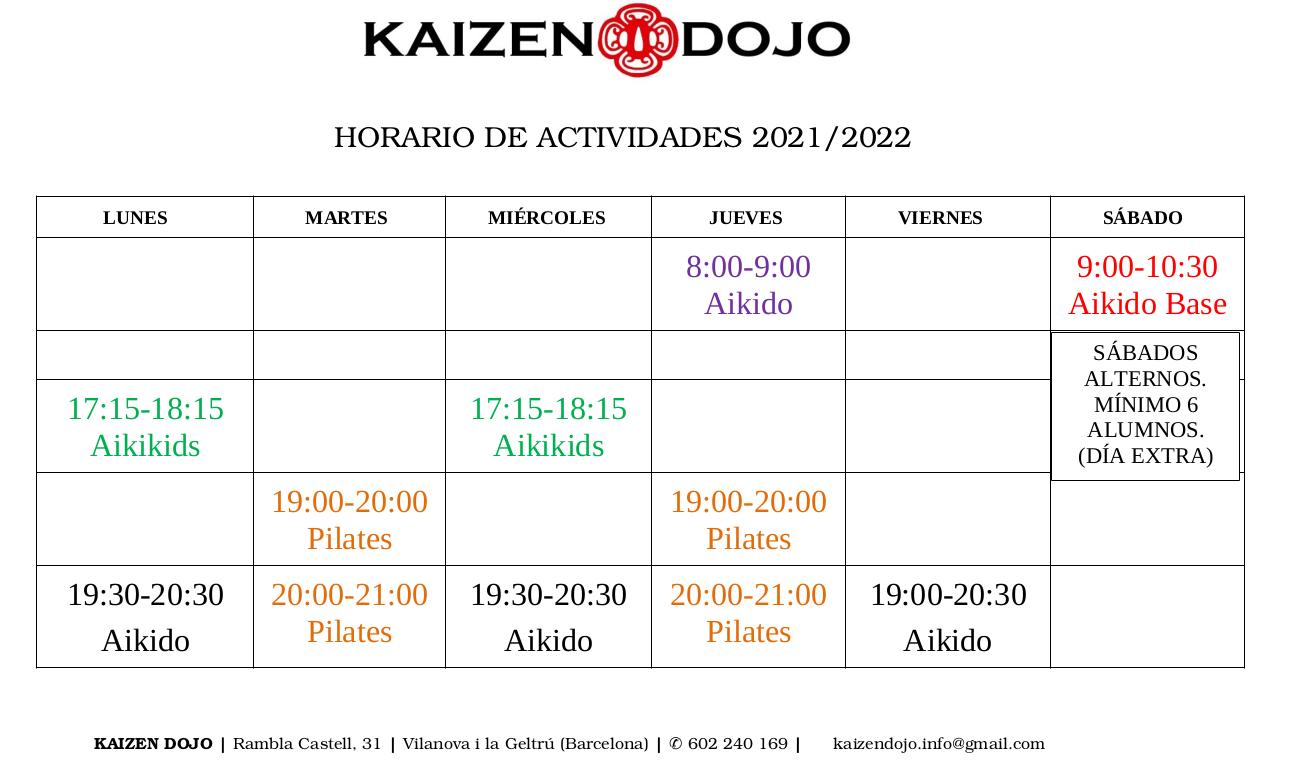 KAIZEN DOJO
HORARIO DE ACTIVIDADES 2021/2022
LUNES MARTES MIÉRCOLES JUEVES VIERNES SÁBADO
8:00-9:00 9:00-10:30
Aikido Aikido Base
SÁBADOS
ALTERNOS.
MÍNIMO 6
ALUMNOS.
(DÍA EXTRA)
17:15-18:15 17:15-18:15
Aikikids Aikikids
19:00-20:00 19:00-20:00
Pilates Pilates
19:30-20:30 20:00-21:00 19:30-20:30 20:00-21:00 19:00-20:30
Aikido Pilates Aikido Pilates Aikido
KAIZEN DOJO | Rambla Castell, 31 | Vilanova i la Geltrú (Barcelona) | ✆ 602 240 169 | kaizendojo.info@gmail.com